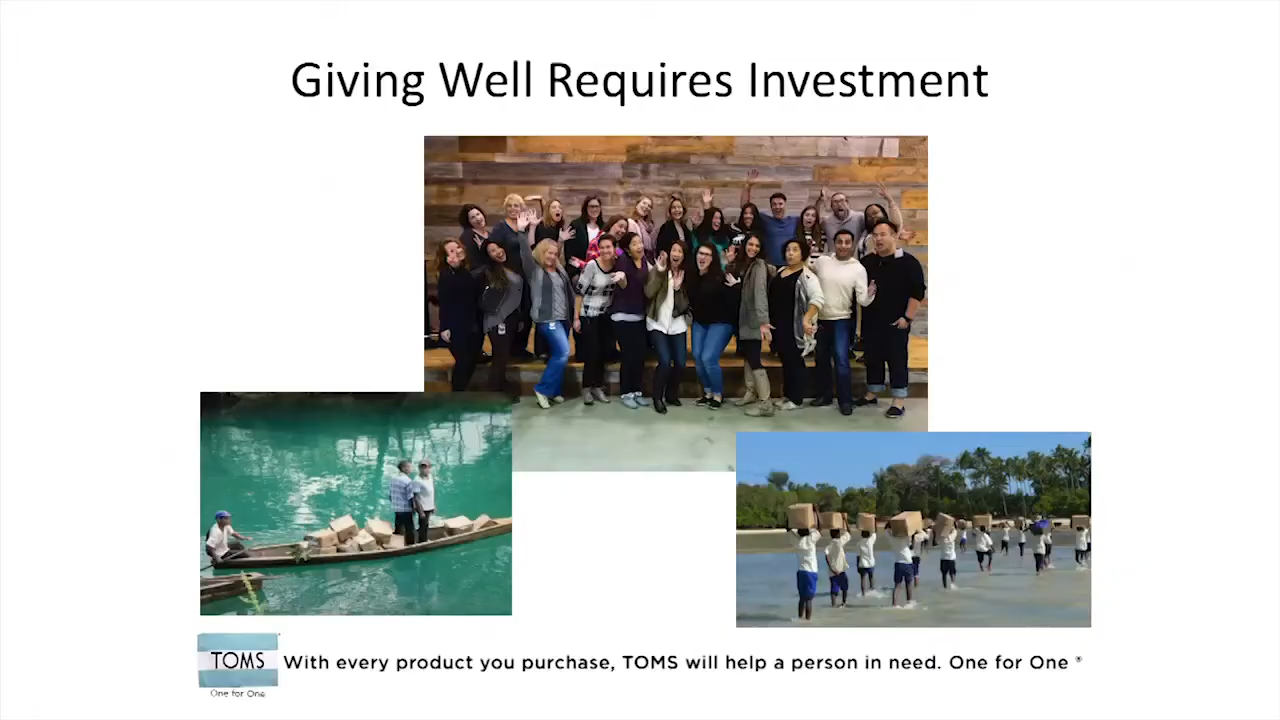 Giving Well Requires Investment
TOMS
One for One
With every product you purchase, TOMS will help a person in need. One for One ®